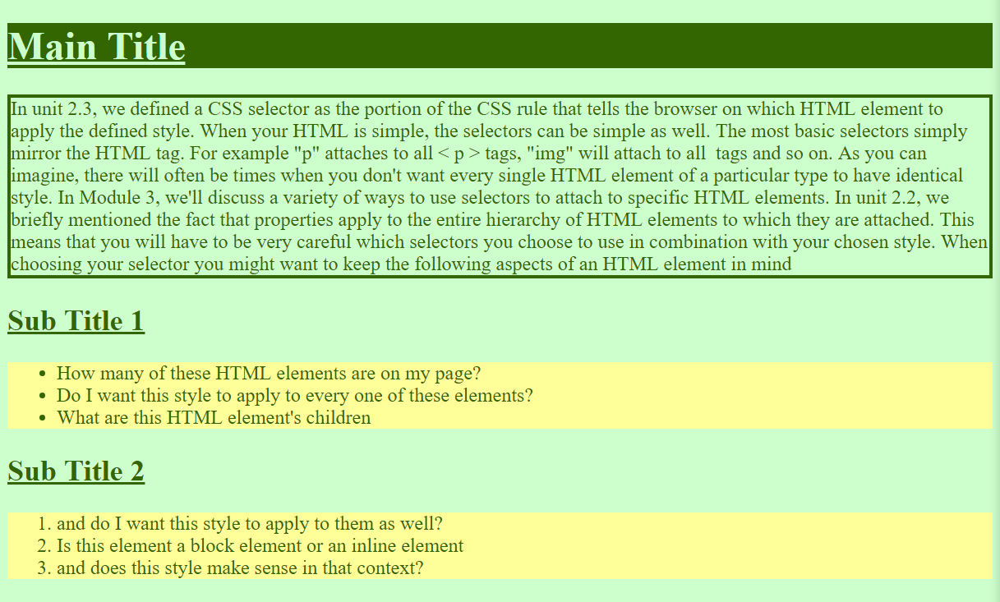 Main Title
In unit 2.3, we defined a CSS selector as the portion of the CSS rule that tells the browser on which HTML element to
apply the defined style. When your HTML is simple, the selectors can be simple as well. The most basic selectors simply
mirror the HTML tag. For example "p" attaches to all < p > tags, "img" will attach to all  tags and so on. As you can
imagine, there will often be times when you don't want every single HTML element of a particular type to have identical
style. In Module 3, we'll discuss a variety of ways to use selectors to attach to specific HTML elements. In unit 2.2, we
briefly mentioned the fact that properties apply to the entire hierarchy of HTML elements to which they are attached. This
means that you will have to be very careful which selectors you choose to use in combination with your chosen style. When
choosing your selector you might want to keep the following aspects of an HTML element in mind
Sub Title 1
• How many of these HTML elements are on my page?
• Do I want this style to apply to every one of these elements?
• What are this HTML element's children
Sub Title 2
1. and do I want this style to apply to them as well?
2. Is this element a block element or an inline element
3. and does this style make sense in that context?